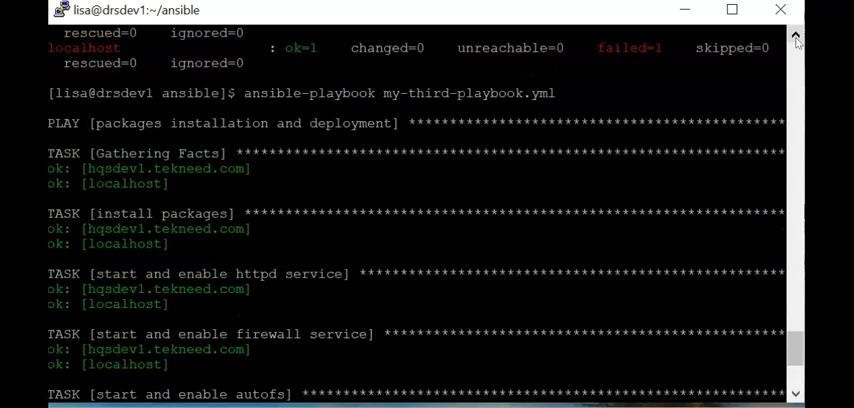 lisa@drsdev1:~/ansible
rescued=0 ignored=0
localhost : ok=1 changed=0 unreachable=0 failed=1 skipped=0
rescued=0 ignored=0
[lisa@drsdev1 ansible]$ ansible-playbook my-third-playbook.yml
PLAY [packages installation and deployment] *********************************************
TASK [Gathering Facts] ******************************************************************
ok: [hqsdev1.tekneed.com]
ok: [localhost]
TASK [install packages] *****************************************************************
ok: [hqsdev1.tekneed.com]
ok: [localhost]
TASK [start and enable httpd service] ***************************************************
ok: [hqsdev1.tekneed.com]
ok: [localhost]
TASK [start and enable firewall service] ************************************************
ok: [hqsdev1.tekneed.com]
ok: [localhost]
TASK [start and enable autofs] **********************************************************